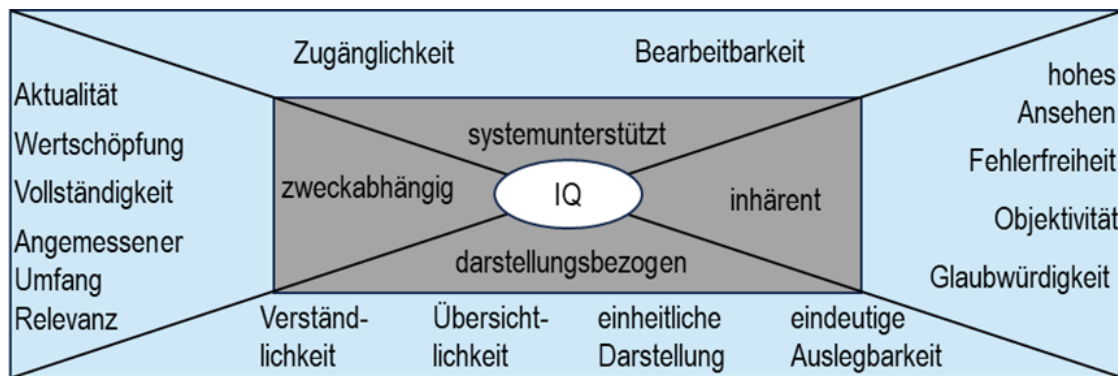 Zugänglichkeit
Bearbeitbarkeit
Aktualität
Wertschöpfung
Vollständigkeit
Angemessener
Umfang
Relevanz
systemunterstützt
zweckabhängig
IQ
inhärent
darstellungsbezogen
hohes
Ansehen
Fehlerfreiheit
Objektivität
Glaubwürdigkeit
Verständ-
lichkeit
Übersicht-
lichkeit
einheitliche
Darstellung
eindeutige
Auslegbarkeit